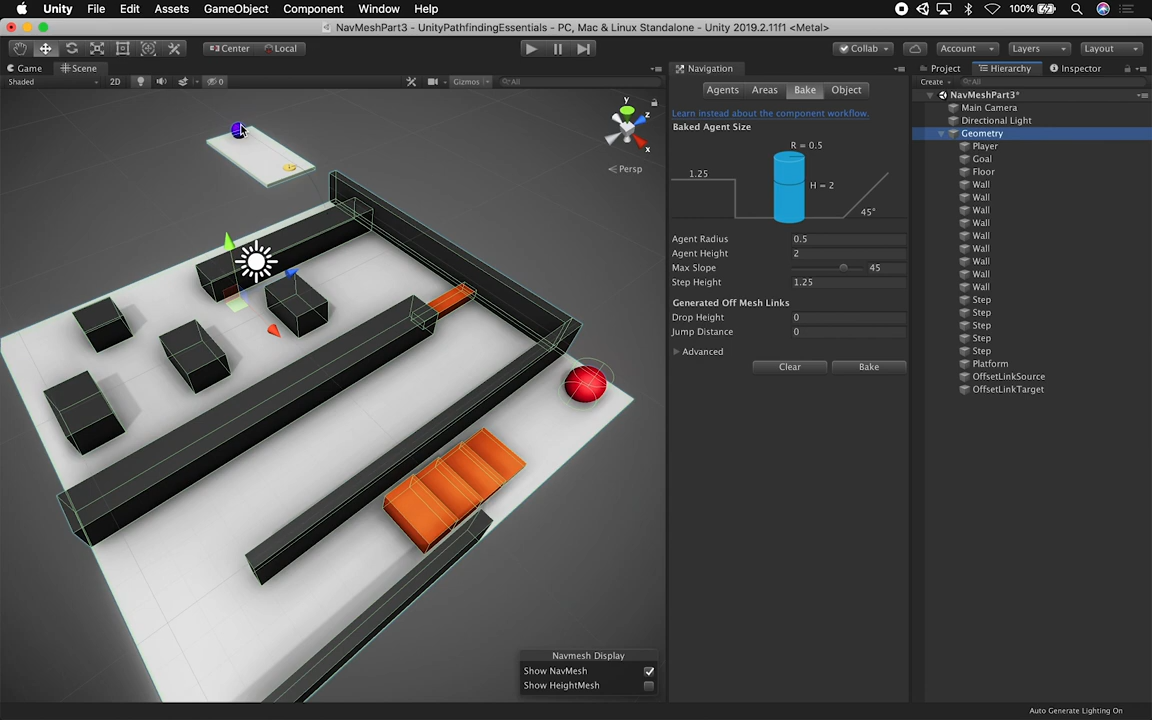 Unity File Edit Assets GameObject Component Window Help 100%
NavMeshPart3 - UnityPathfindingEssentials - PC, Mac & Linux Standalone - Unity 2019.2.11f1 <Metal>
Center Local Collab Account Layers Layout
Game Scene Navigation Project Hierarchy Inspector
Shaded 2D 0 Gizmos All Create All
Agents Areas Bake Object
NavMeshPart3*
Main Camera
Directional Light
Geometry
Player
Goal
Floor
Wall
Wall
Wall
Wall
Wall
Wall
Wall
Wall
Wall
Step
Step
Step
Step
Step
Platform
OffsetLinkSource
OffsetLinkTarget
Learn instead about the component workflow.
Baked Agent Size
R = 0.5
1.25
H = 2
45°
Agent Radius 0.5
Agent Height 2
Max Slope 45
Step Height 1.25
Generated Off Mesh Links
Drop Height 0
Jump Distance 0
Advanced
Clear Bake
y
z
x
Persp
Navmesh Display
Show NavMesh
Show HeightMesh
Auto Generate Lighting On